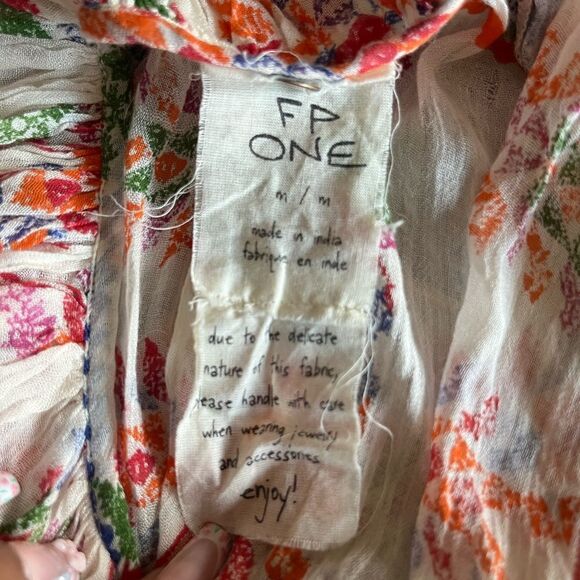 FP
ONE
m / m
made in india
fabriqué en inde
due to the delicate
nature of this fabric,
please handle with care
when wearing jewelry
and accessories.
enjoy!